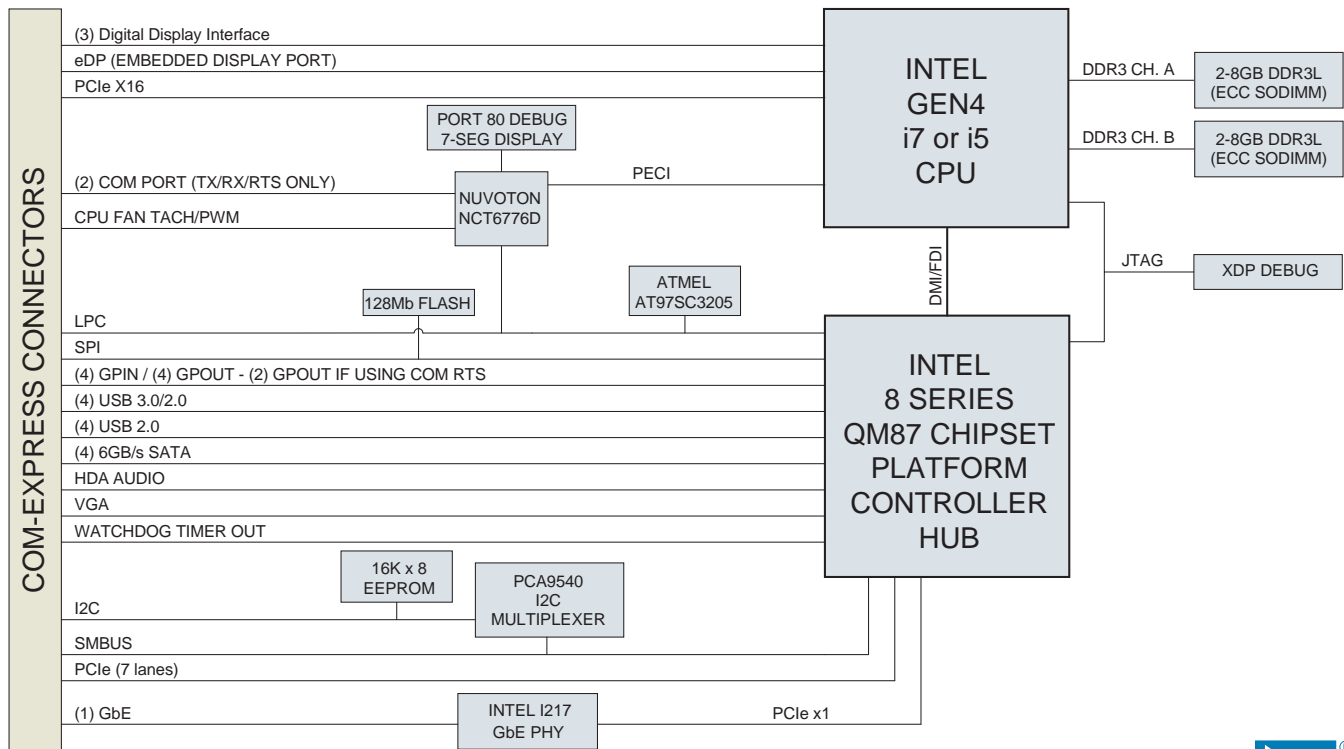 COM-EXPRESS CONNECTORS
(3) Digital Display Interface
eDP (EMBEDDED DISPLAY PORT)
PCIe X16
PORT 80 DEBUG
7-SEG DISPLAY
(2) COM PORT (TX/RX/RTS ONLY)
CPU FAN TACH/PWM
NUVOTON
NCT6776D
PECI
INTEL
GEN4
i7 or i5
CPU
DDR3 CH. A
2-8GB DDR3L
(ECC SODIMM)
DDR3 CH. B
2-8GB DDR3L
(ECC SODIMM)
DMI/FDI
JTAG
XDP DEBUG
128Mb FLASH
ATMEL
AT97SC3205
LPC
SPI
(4) GPIN / (4) GPOUT - (2) GPOUT IF USING COM RTS
(4) USB 3.0/2.0
(4) USB 2.0
(4) 6GB/s SATA
HDA AUDIO
VGA
WATCHDOG TIMER OUT
INTEL
8 SERIES
QM87 CHIPSET
PLATFORM
CONTROLLER
HUB
16K x 8
EEPROM
PCA9540
I2C
MULTIPLEXER
I2C
SMBUS
PCIe (7 lanes)
(1) GbE
INTEL I217
GbE PHY
PCIe x1